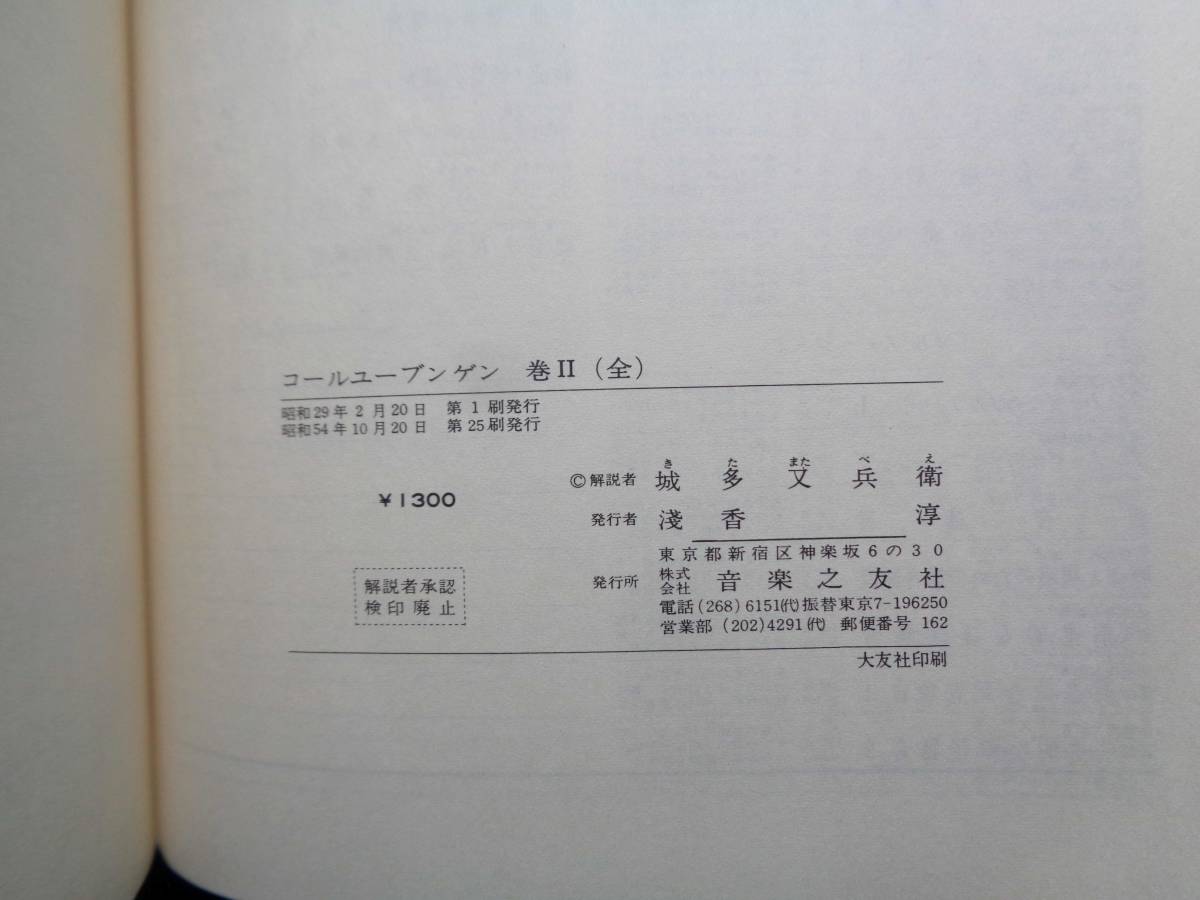 コールユーブンゲン 巻II（全）
昭和29年2月20日 第1刷発行
昭和54年10月20日 第25刷発行
¥1300
き た また べ え
©解説者 城多又兵衛
発行者 淺香 淳
東京都新宿区神楽坂6の30
発行所 株式会社 音楽之友社
電話(268)6151(代)振替東京7-196250
営業部(202)4291(代) 郵便番号 162
解説者承認
検印廃止
大友社印刷